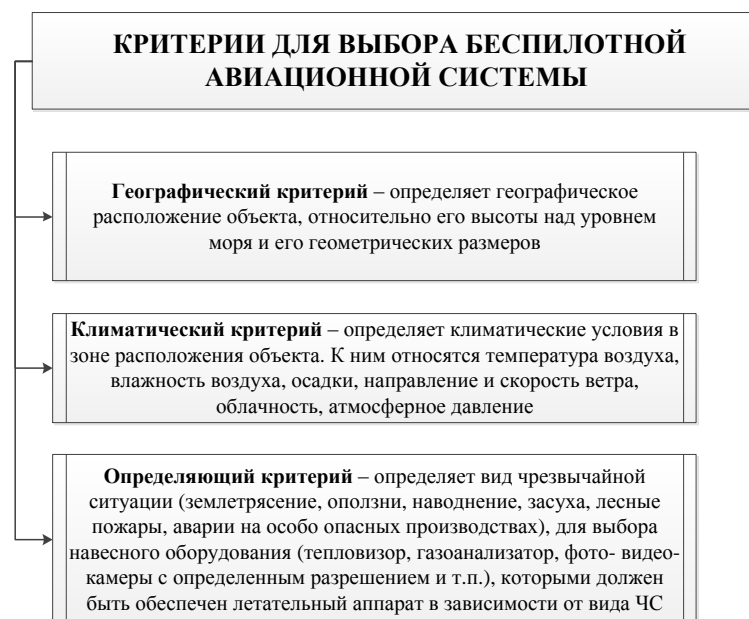 КРИТЕРИИ ДЛЯ ВЫБОРА БЕСПИЛОТНОЙ
АВИАЦИОННОЙ СИСТЕМЫ
Географический критерий – определяет географическое
расположение объекта, относительно его высоты над уровнем
моря и его геометрических размеров
Климатический критерий – определяет климатические условия в
зоне расположения объекта. К ним относятся температура воздуха,
влажность воздуха, осадки, направление и скорость ветра,
облачность, атмосферное давление
Определяющий критерий – определяет вид чрезвычайной
ситуации (землетрясение, оползни, наводнение, засуха, лесные
пожары, аварии на особо опасных производствах), для выбора
навесного оборудования (тепловизор, газоанализатор, фото- видео-
камеры с определенным разрешением и т.п.), которыми должен
быть обеспечен летательный аппарат в зависимости от вида ЧС